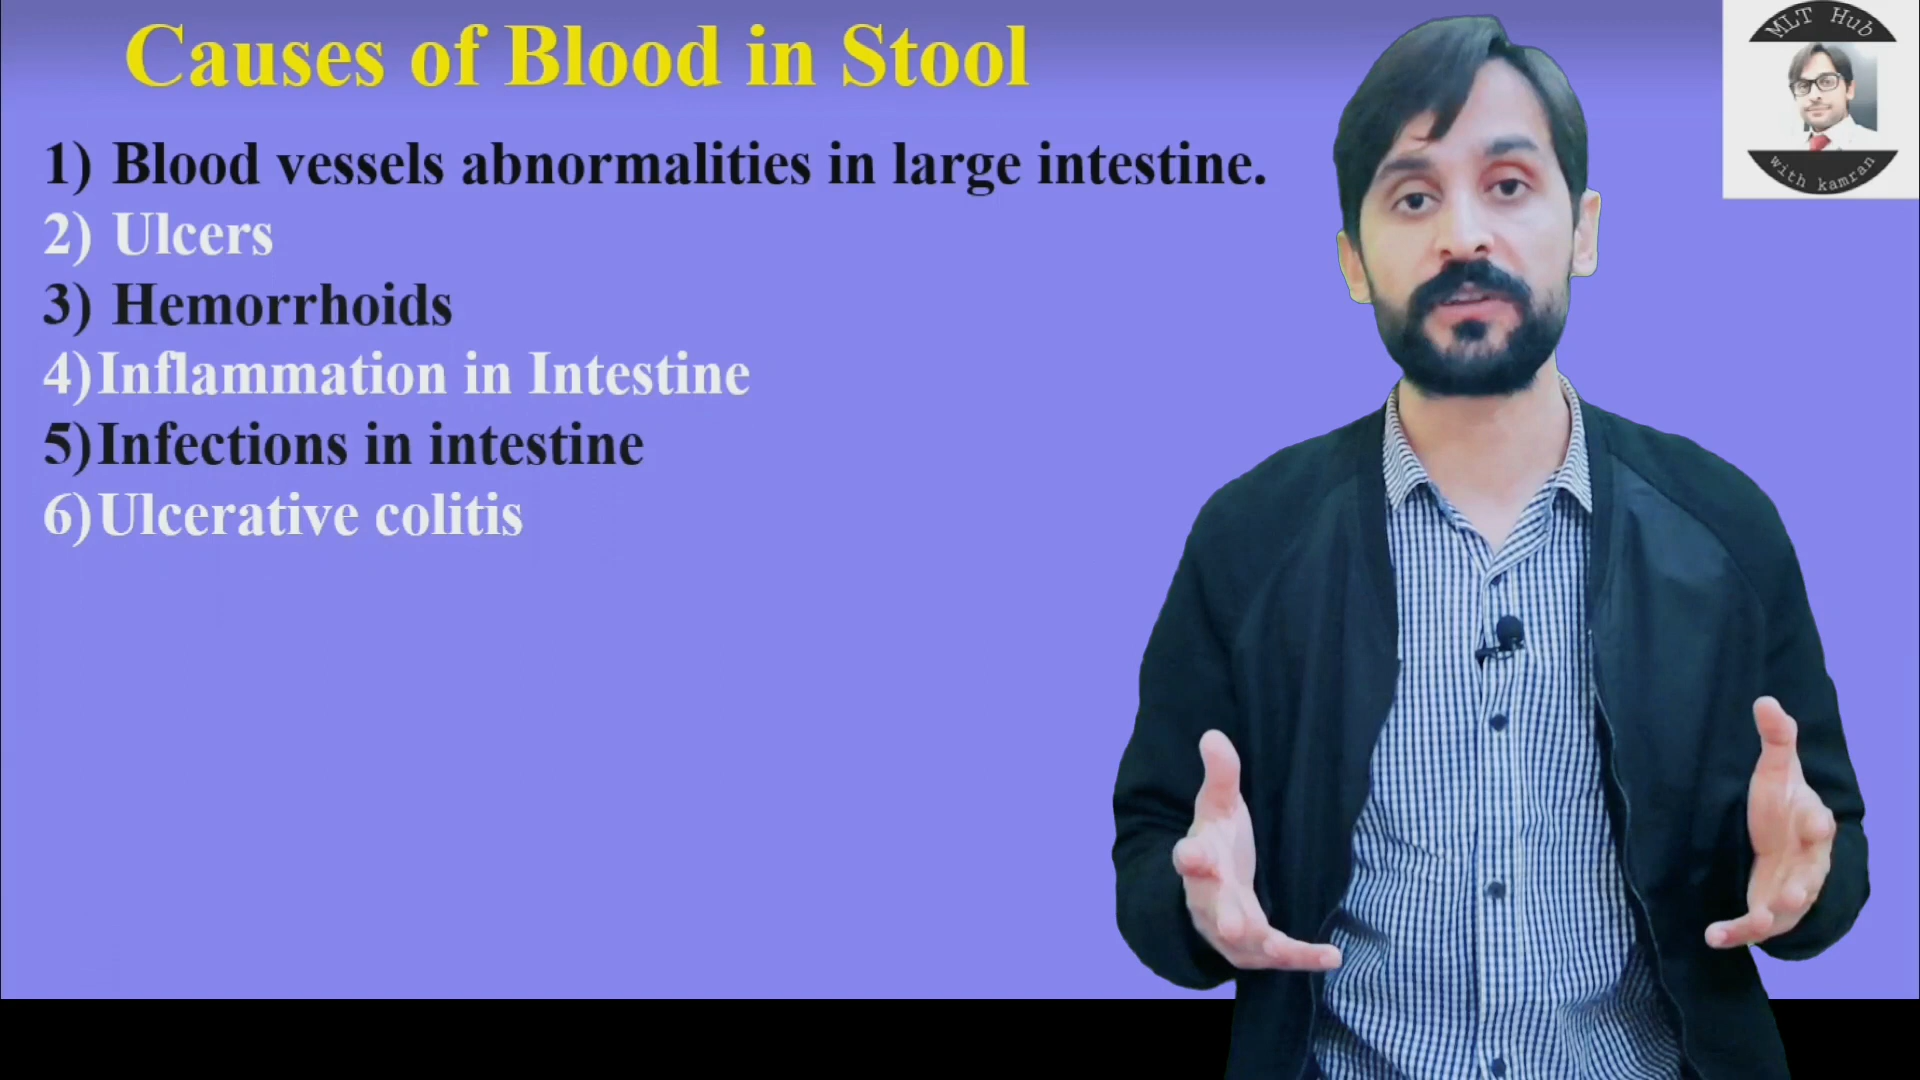 Causes of Blood in Stool
1) Blood vessels abnormalities in large intestine.
2) Ulcers
3) Hemorrhoids
4)Inflammation in Intestine
5)Infections in intestine
6)Ulcerative colitis
MLT Hub
with kamran